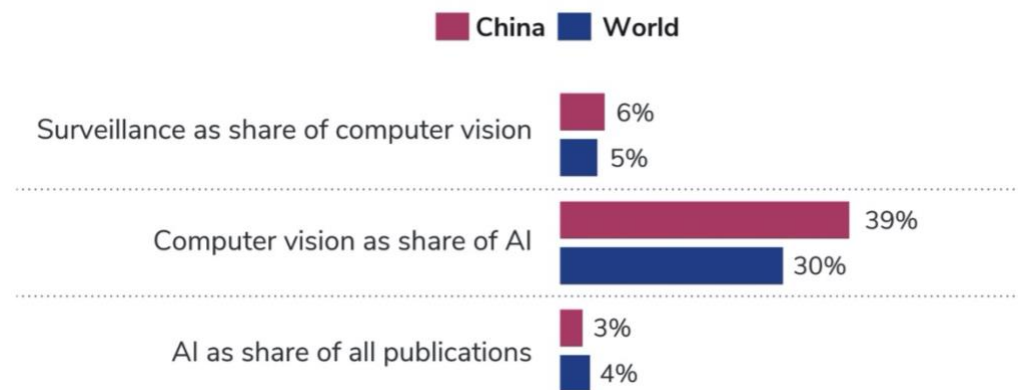 China World
Surveillance as share of computer vision
6%
5%
Computer vision as share of AI
39%
30%
AI as share of all publications
3%
4%